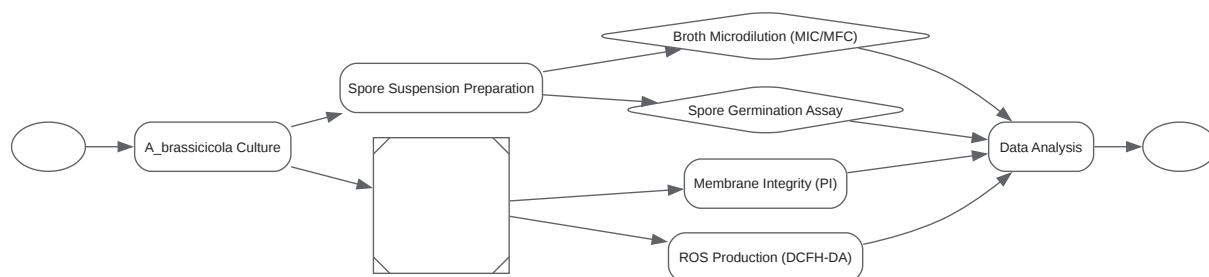 Broth Microdilution (MIC/MFC)
Spore Suspension Preparation
Spore Germination Assay
A_brassicicola Culture
Data Analysis
Membrane Integrity (PI)
ROS Production (DCFH-DA)